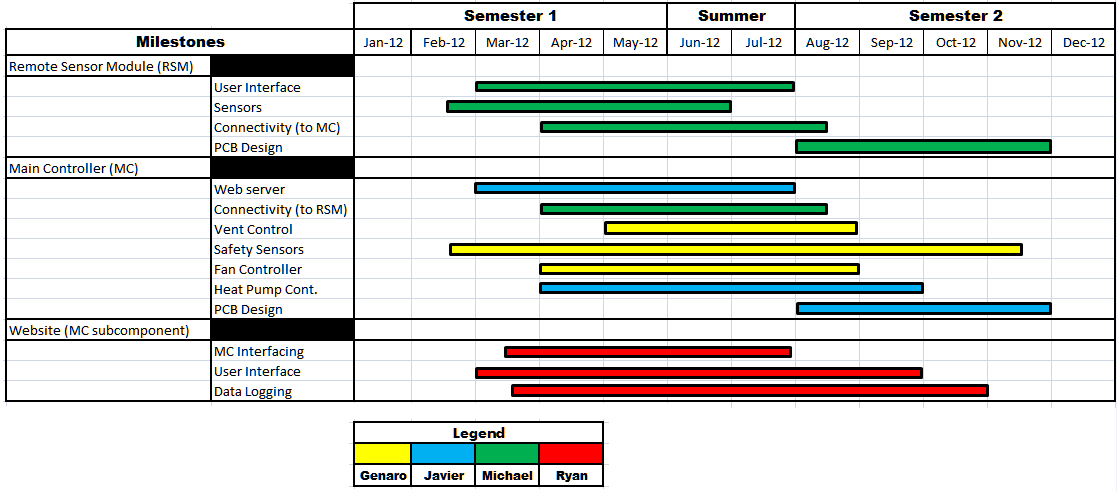 Semester 1 Summer Semester 2
Milestones Jan-12 Feb-12 Mar-12 Apr-12 May-12 Jun-12 Jul-12 Aug-12 Sep-12 Oct-12 Nov-12 Dec-12
Remote Sensor Module (RSM)
User Interface
Sensors
Connectivity (to MC)
PCB Design
Main Controller (MC)
Web server
Connectivity (to RSM)
Vent Control
Safety Sensors
Fan Controller
Heat Pump Cont.
PCB Design
Website (MC subcomponent)
MC Interfacing
User Interface
Data Logging
Legend
Genaro Javier Michael Ryan